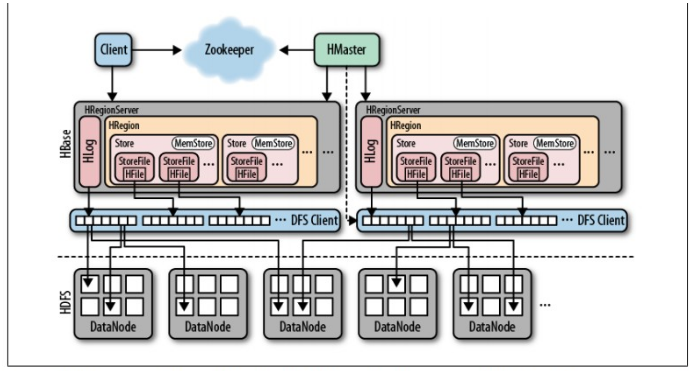 Client
Zookeeper
HMaster
HBase
HRegionServer
HLog
HRegion
Store
MemStore
StoreFile
HFile
StoreFile
HFile
...
Store
MemStore
StoreFile
HFile
...
...
...
HRegionServer
HLog
HRegion
Store
MemStore
StoreFile
HFile
StoreFile
HFile
...
Store
MemStore
StoreFile
HFile
...
...
...
... DFS Client
... DFS Client
HDFS
DataNode
DataNode
DataNode
DataNode
DataNode
...